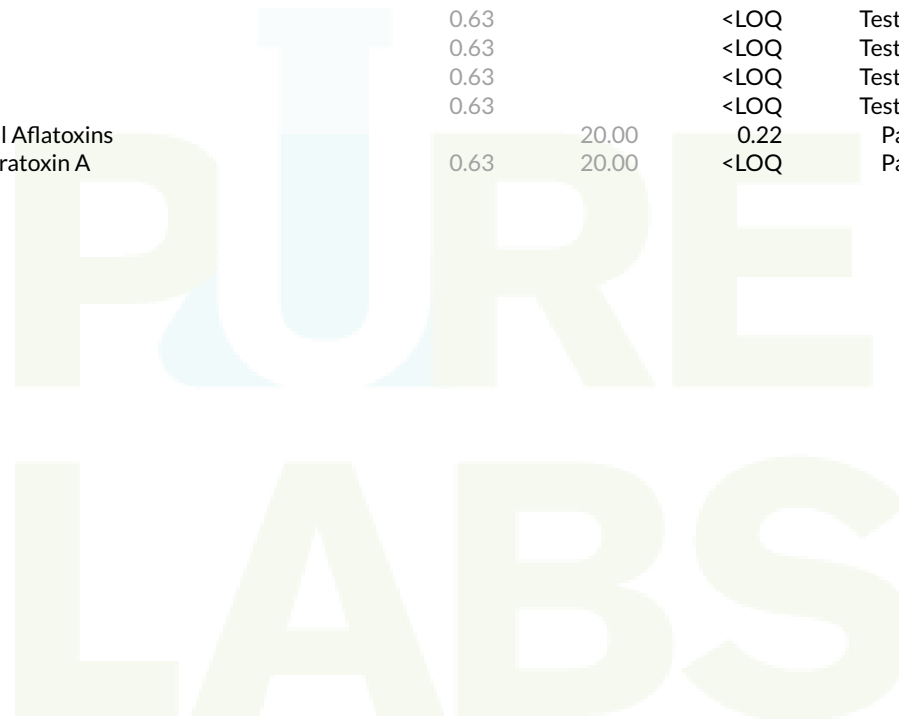 0.63 <LOQ Test
0.63 <LOQ Test
0.63 <LOQ Test
0.63 <LOQ Test
l Aflatoxins 20.00 0.22 Pa
ratoxin A 0.63 20.00 <LOQ Pa
PURE
LABS